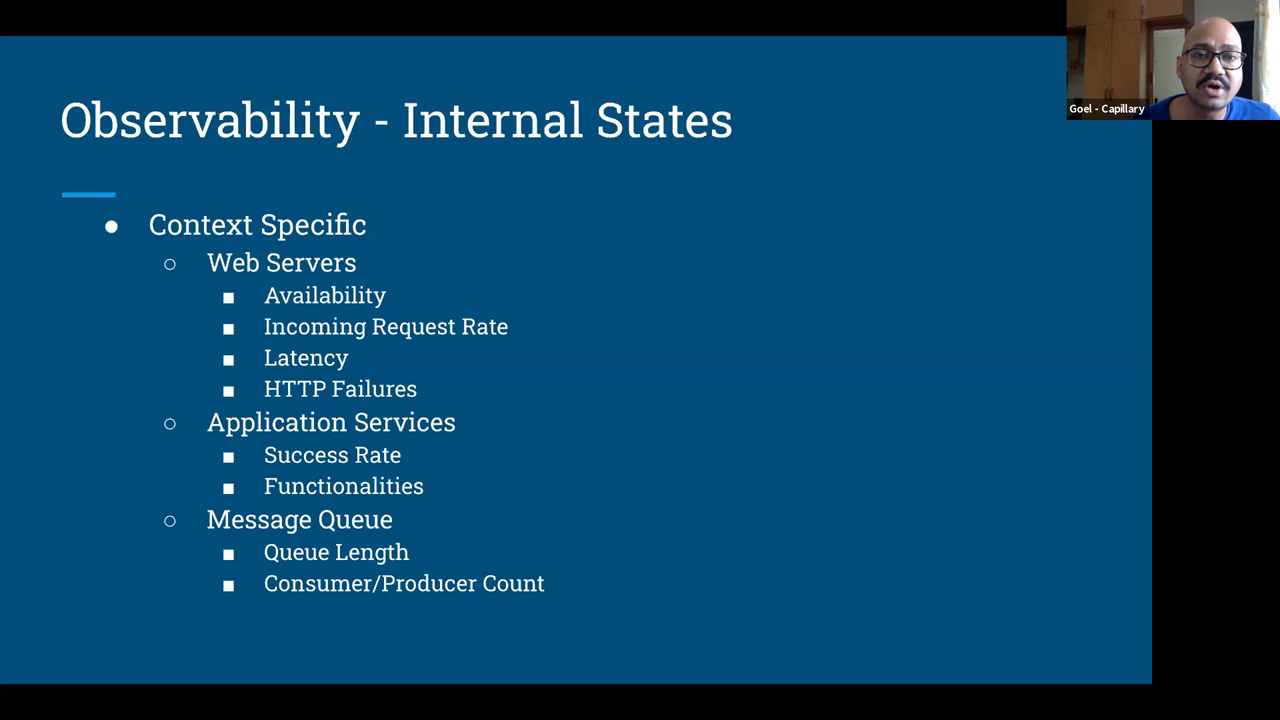 Observability - Internal States
Goel - Capillary
● Context Specific
○ Web Servers
■ Availability
■ Incoming Request Rate
■ Latency
■ HTTP Failures
○ Application Services
■ Success Rate
■ Functionalities
○ Message Queue
■ Queue Length
■ Consumer/Producer Count